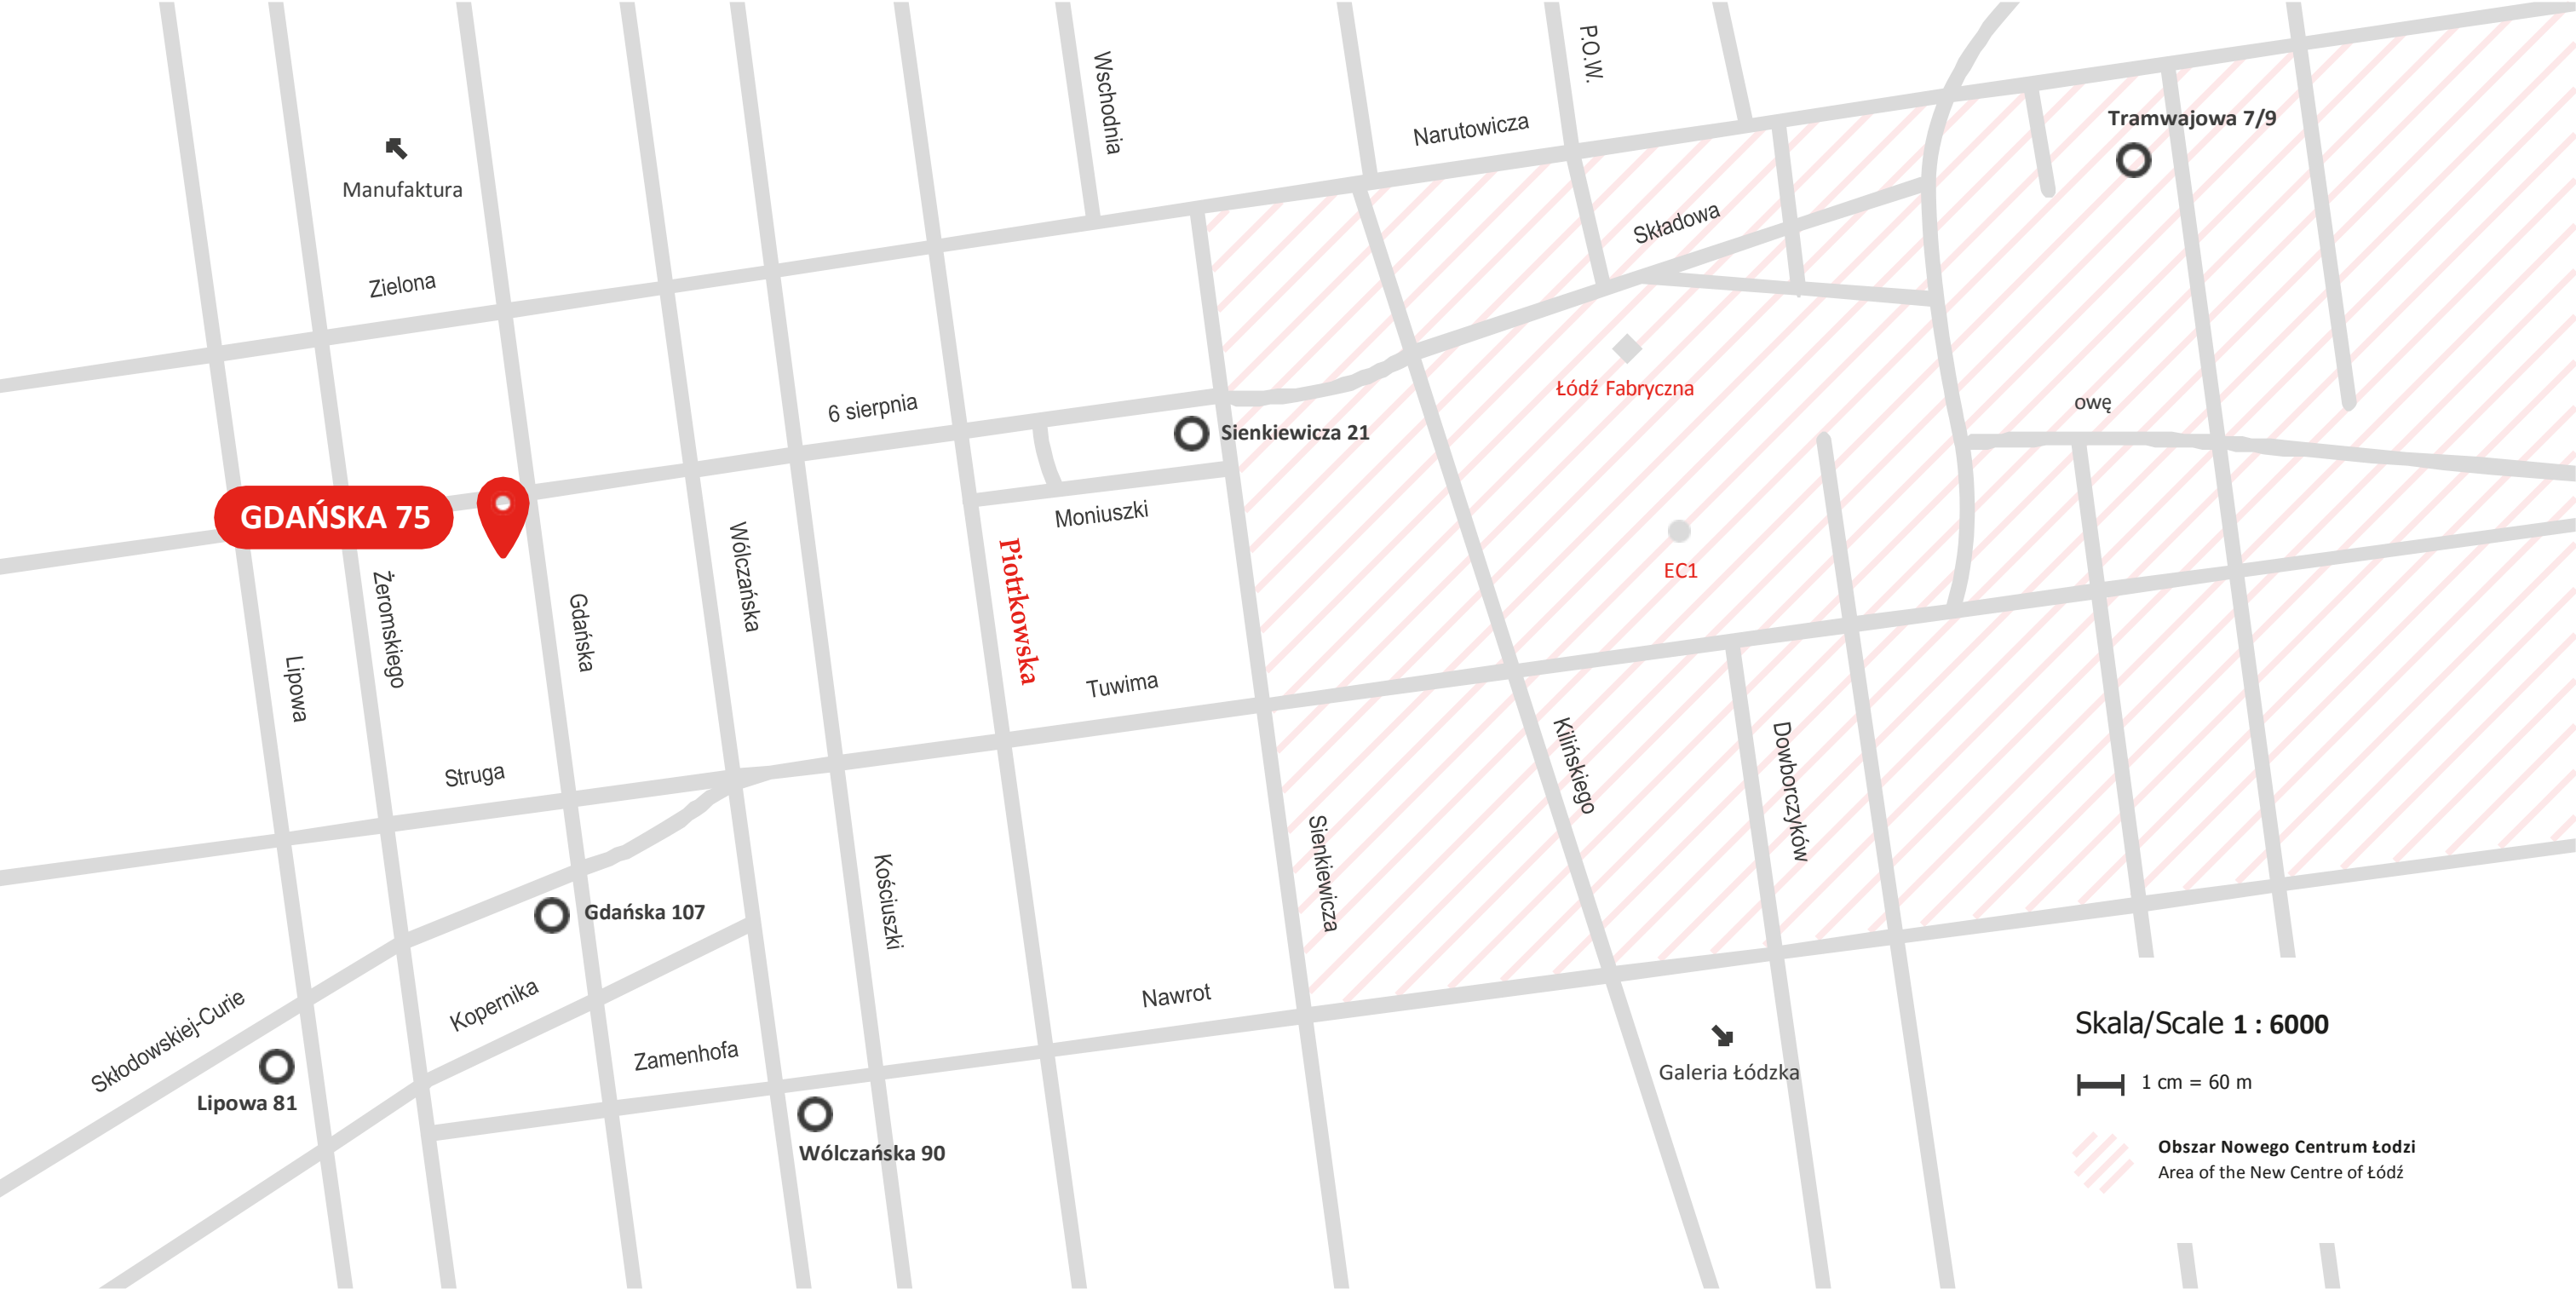 Wschodnia
P.O.W.
Narutowicza
Tramwajowa 7/9
Manufaktura
Składowa
Zielona
Łódź Fabryczna
6 sierpnia
owę
Sienkiewicza 21
GDAŃSKA 75
Moniuszki
Wólczańska
Piotrkowska
EC1
Żeromskiego
Gdańska
Lipowa
Tuwima
Struga
Kilińskiego
Dowborczyków
Sienkiewicza
Kościuszki
Gdańska 107
Skłodowskiej-Curie
Kopernika
Nawrot
Zamenhofa
Lipowa 81
Wólczańska 90
Galeria Łódzka
Skala/Scale 1 : 6000
1 cm = 60 m
Obszar Nowego Centrum Łodzi
Area of the New Centre of Łódź